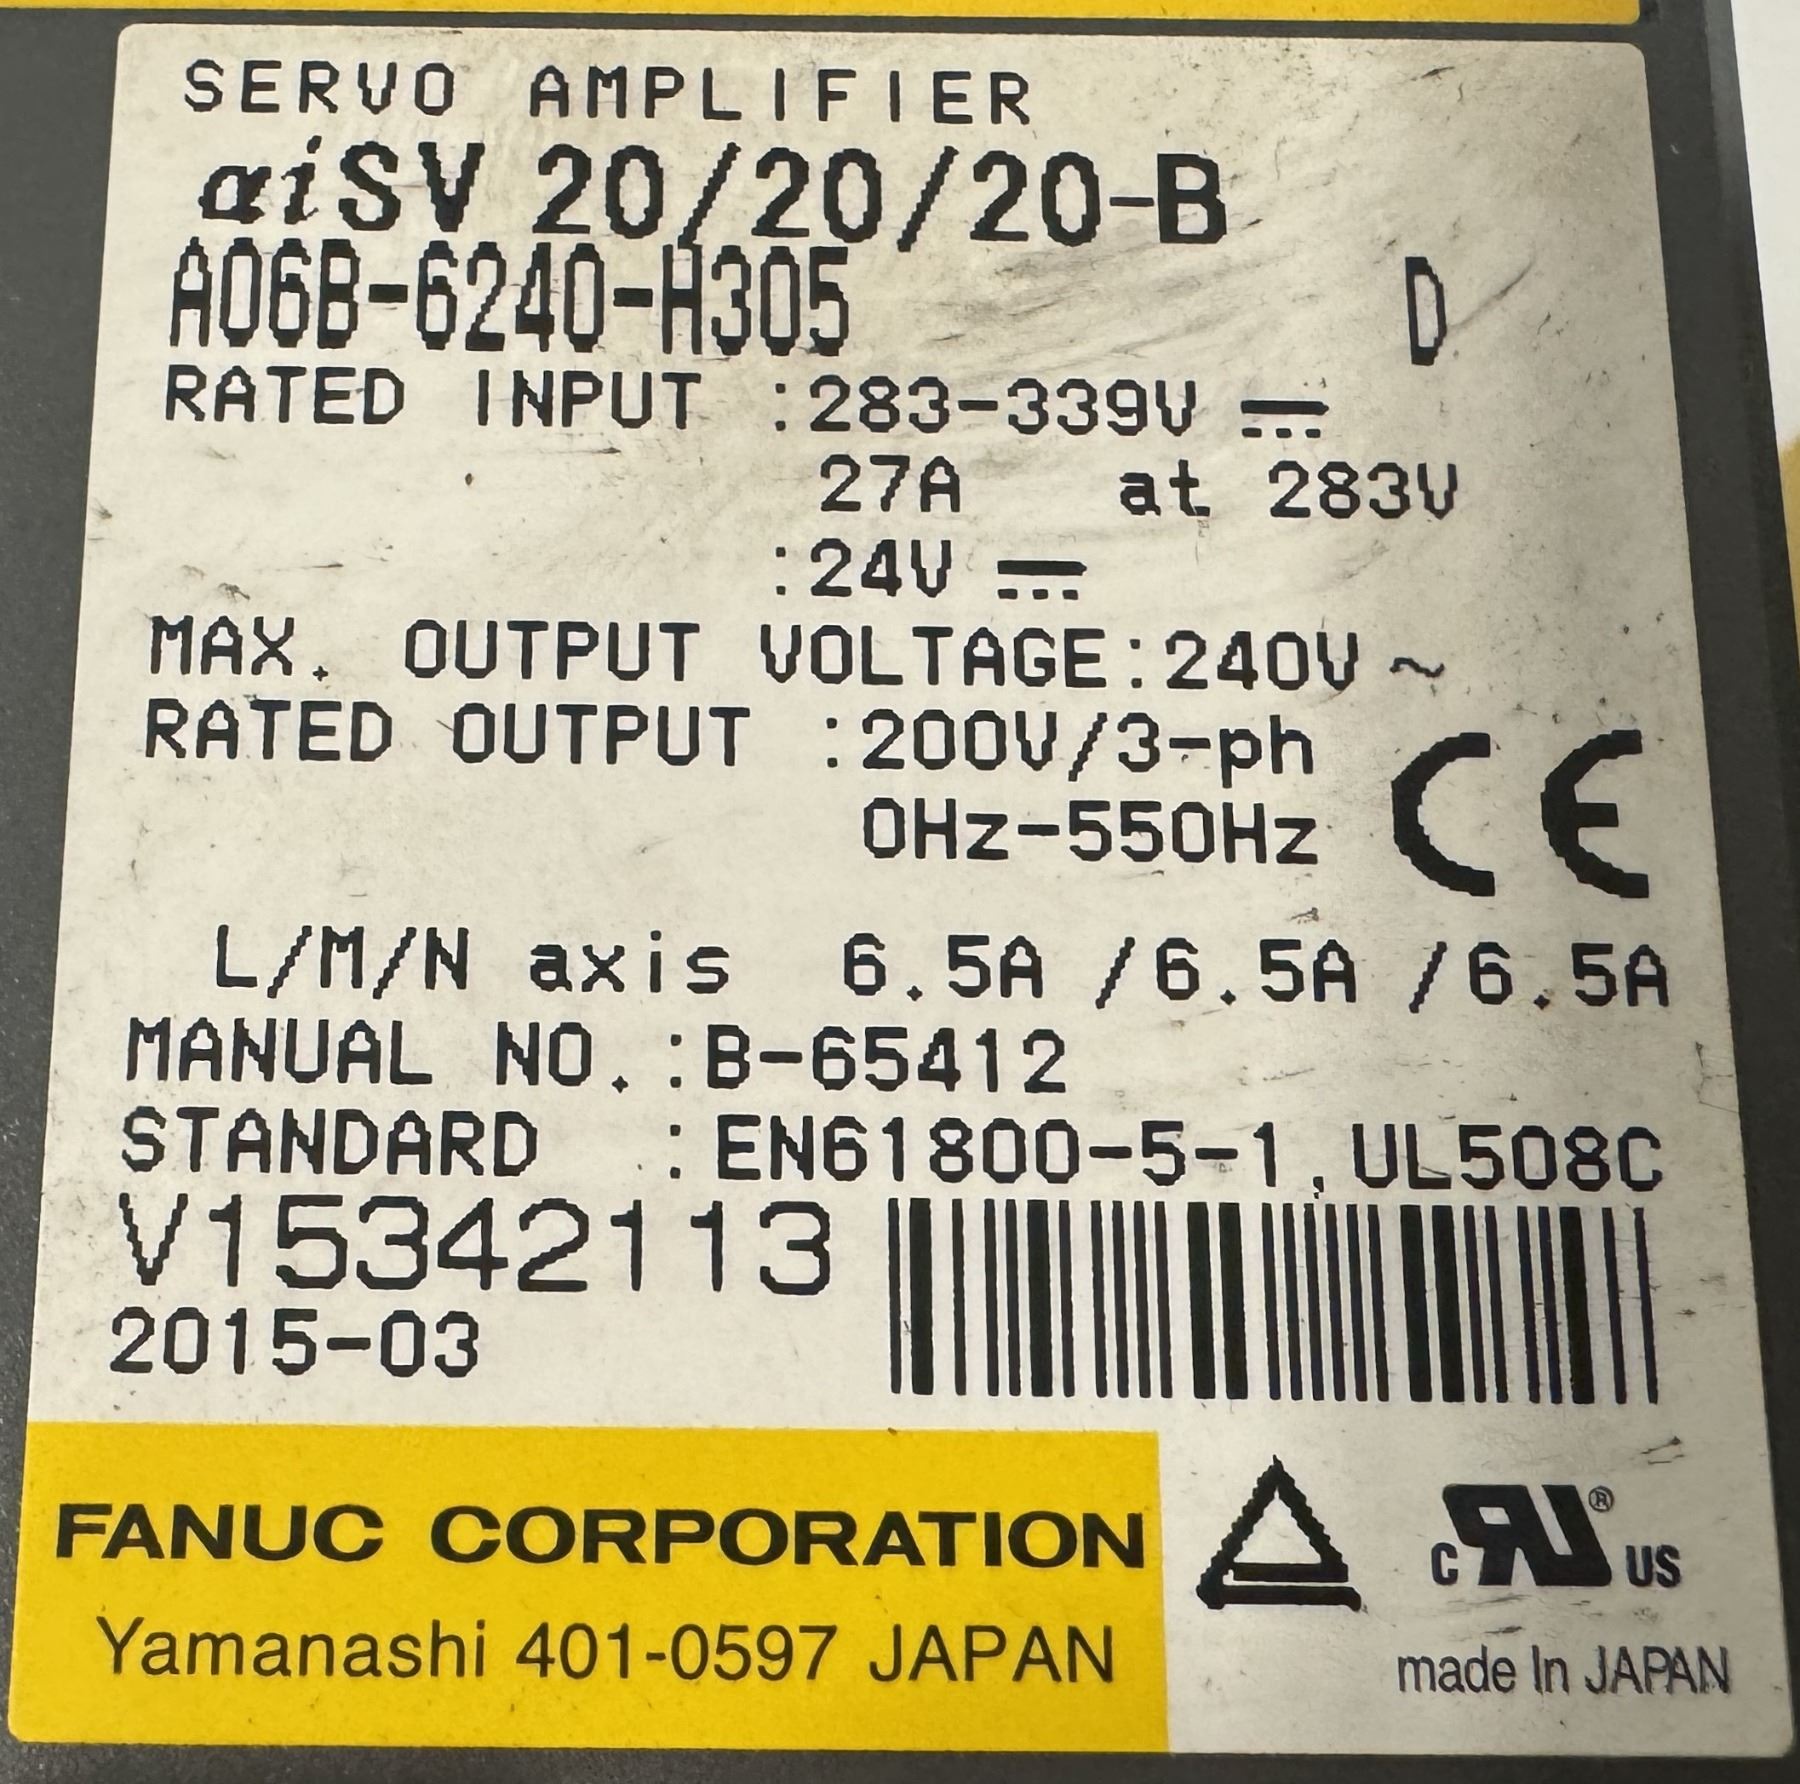 SERVO AMPLIFIER
αiSV 20/20/20-B
A06B-6240-H305 D
RATED INPUT :283-339V ⎓
27A at 283V
:24V ⎓
MAX. OUTPUT VOLTAGE:240V ~
RATED OUTPUT :200V/3-ph
0Hz-550Hz
CE
L/M/N axis 6.5A /6.5A /6.5A
MANUAL NO.:B-65412
STANDARD :EN61800-5-1,UL508C
V15342113
2015-03
FANUC CORPORATION
Yamanashi 401-0597 JAPAN
c RU ® US
made In JAPAN